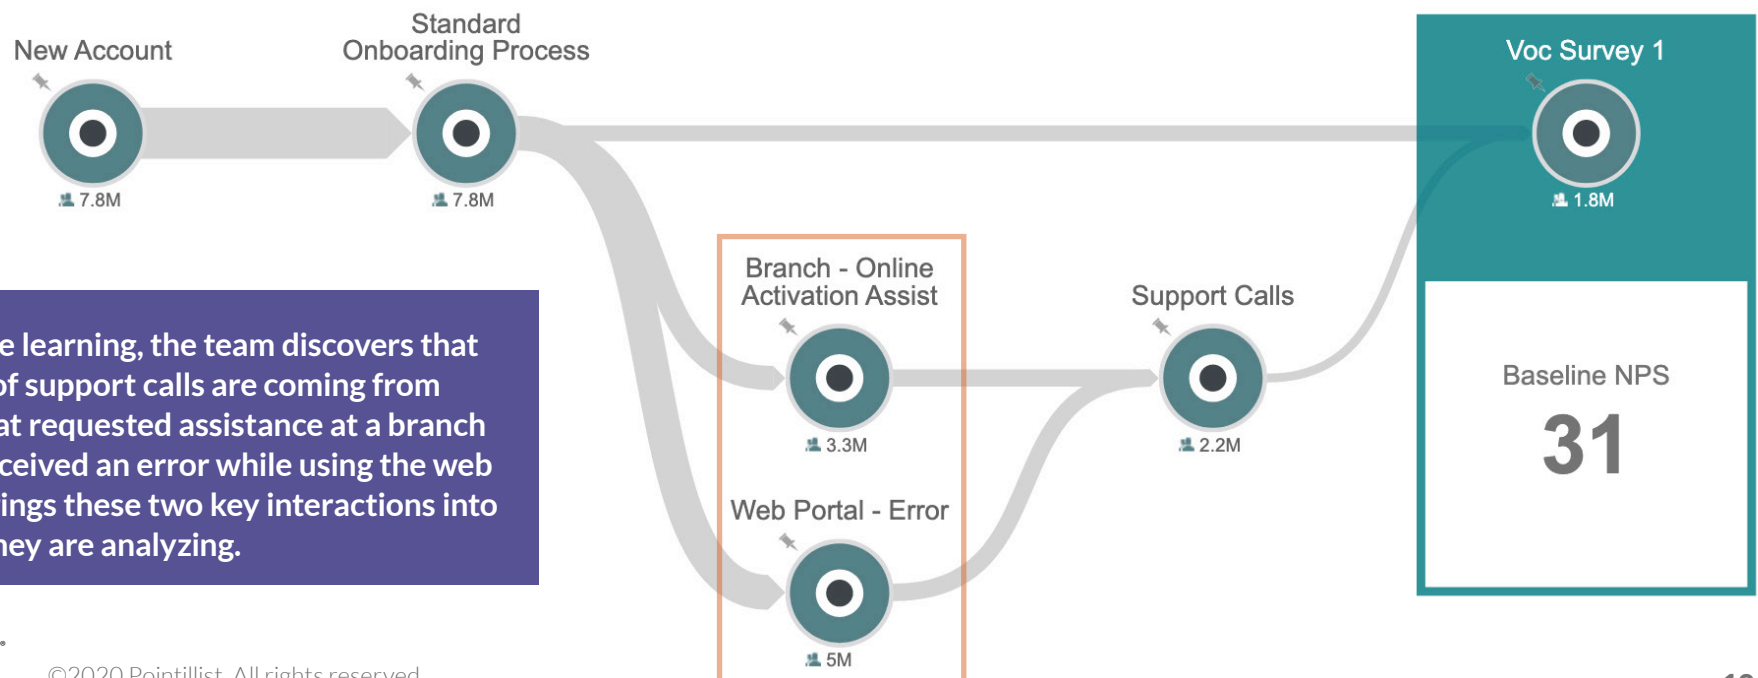 New Account
7.8M
Standard
Onboarding Process
7.8M
Voc Survey 1
1.8M
Baseline NPS
31
Branch - Online
Activation Assist
3.3M
Support Calls
2.2M
Web Portal - Error
5M
e learning, the team discovers that
of support calls are coming from
at requested assistance at a branch
ceived an error while using the web
ings these two key interactions into
hey are analyzing.
©2020 Pointillist. All rights reserved